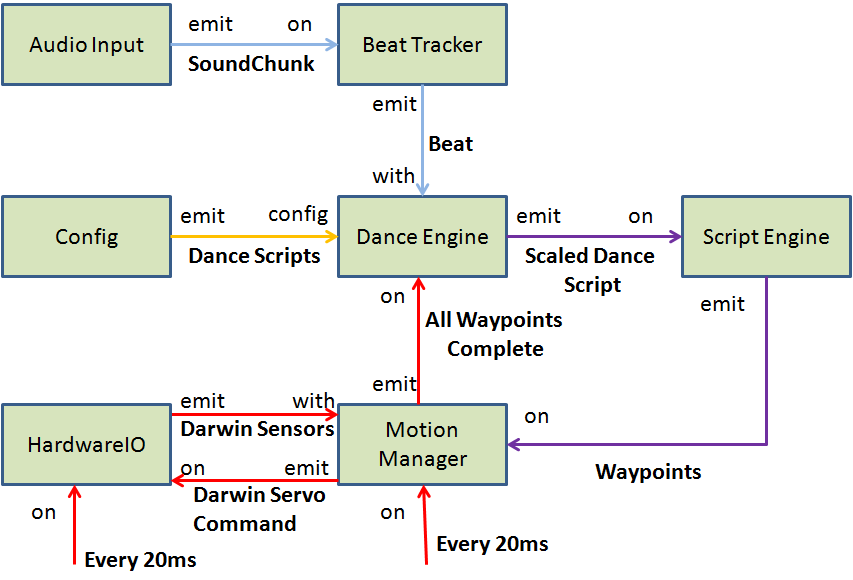 Audio Input
emit on
SoundChunk
Beat Tracker
emit
Beat
with
Config
emit config
Dance Scripts
Dance Engine
emit on
Scaled Dance
Script
Script Engine
emit
on
All Waypoints
Complete
emit
on
Waypoints
HardwareIO
emit with
Darwin Sensors
on emit
Darwin Servo
Command
Motion
Manager
on
Every 20ms
on
Every 20ms